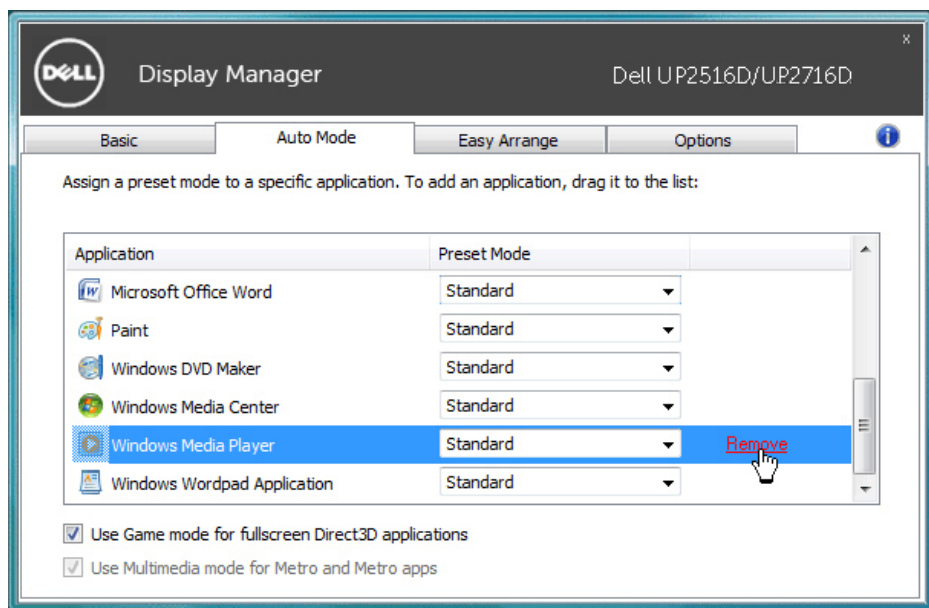 DELL Display Manager Dell UP2516D/UP2716D x
Basic Auto Mode Easy Arrange Options i
Assign a preset mode to a specific application. To add an application, drag it to the list:
Application Preset Mode
W Microsoft Office Word Standard
Paint Standard
Windows DVD Maker Standard
Windows Media Center Standard
Windows Media Player Standard Remove
Windows Wordpad Application Standard
Use Game mode for fullscreen Direct3D applications
Use Multimedia mode for Metro and Metro apps